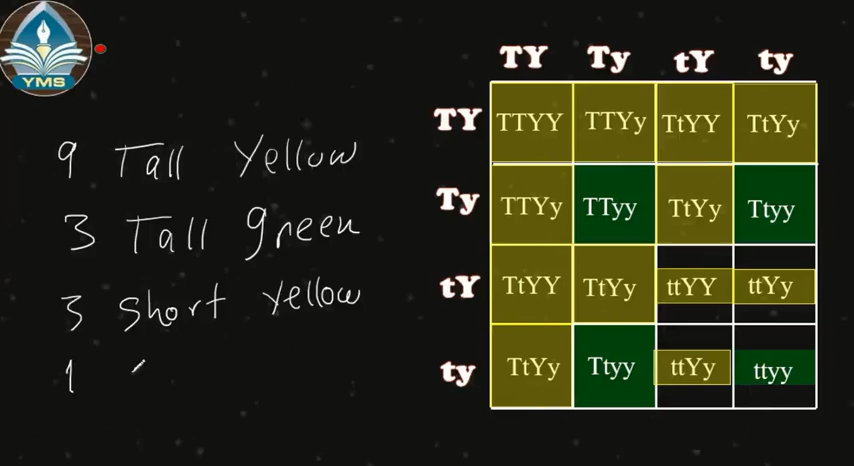 YMS
TY Ty tY ty
TY TTYY TTYy TtYY TtYy
9 Tall Yellow
Ty TTYy TTyy TtYy Ttyy
3 Tall green
tY TtYY TtYy ttYY ttYy
3 Short Yellow
ty TtYy Ttyy ttYy ttyy
1